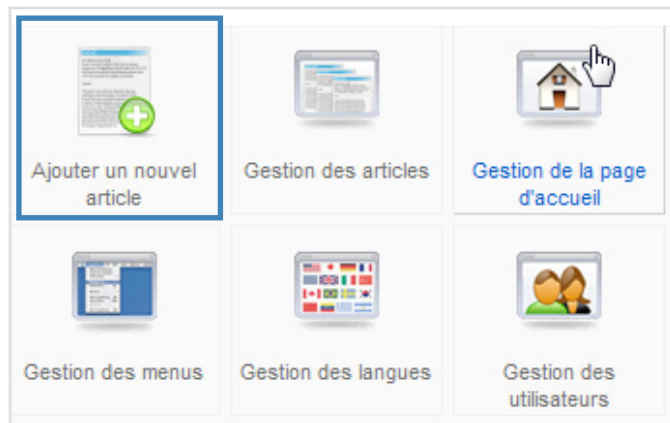 Ajouter un nouvel
article
Gestion des articles
Gestion de la page
d'accueil
Gestion des menus
Gestion des langues
Gestion des
utilisateurs